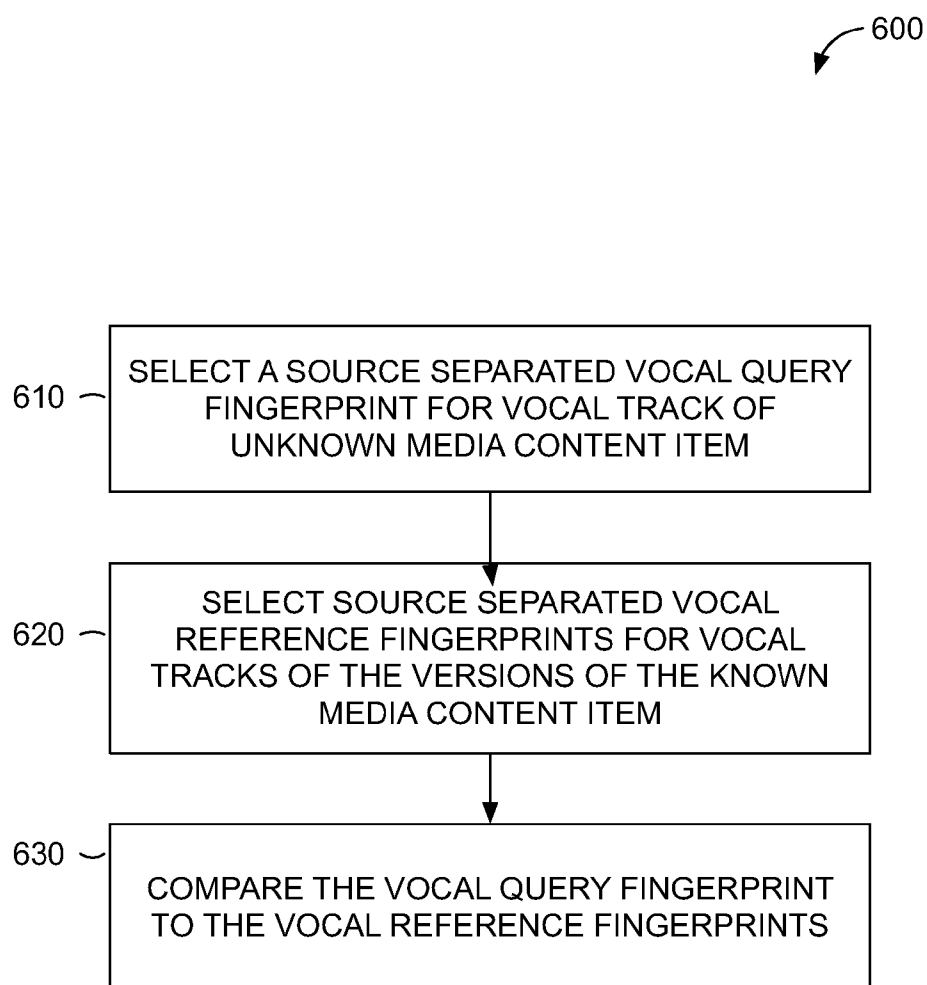 600
610
SELECT A SOURCE SEPARATED VOCAL QUERY
FINGERPRINT FOR VOCAL TRACK OF
UNKNOWN MEDIA CONTENT ITEM
620
SELECT SOURCE SEPARATED VOCAL
REFERENCE FINGERPRINTS FOR VOCAL
TRACKS OF THE VERSIONS OF THE KNOWN
MEDIA CONTENT ITEM
630
COMPARE THE VOCAL QUERY FINGERPRINT
TO THE VOCAL REFERENCE FINGERPRINTS